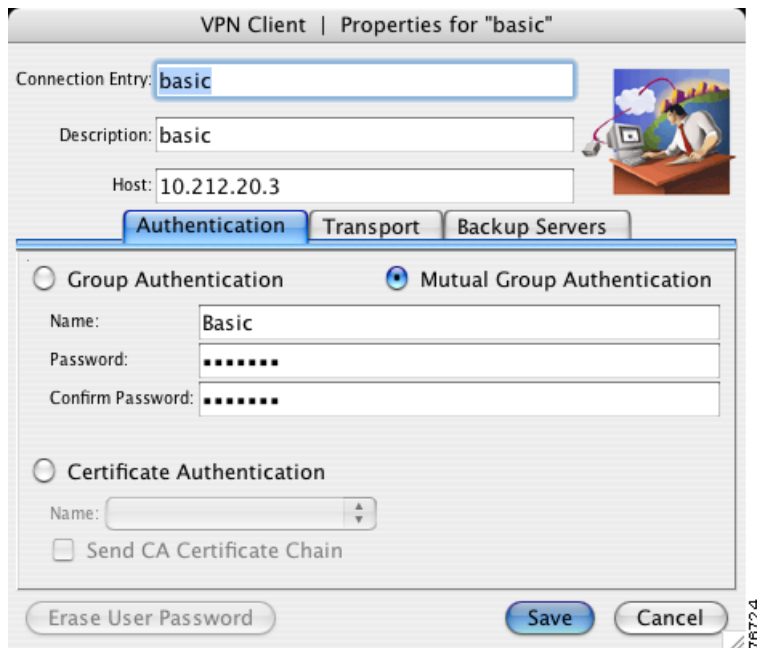 VPN Client | Properties for "basic"
Connection Entry: basic
Description: basic
Host: 10.212.20.3
Authentication Transport Backup Servers
Group Authentication Mutual Group Authentication
Name: Basic
Password: •••••••
Confirm Password: •••••••
Certificate Authentication
Name:
Send CA Certificate Chain
Erase User Password Save Cancel
76724